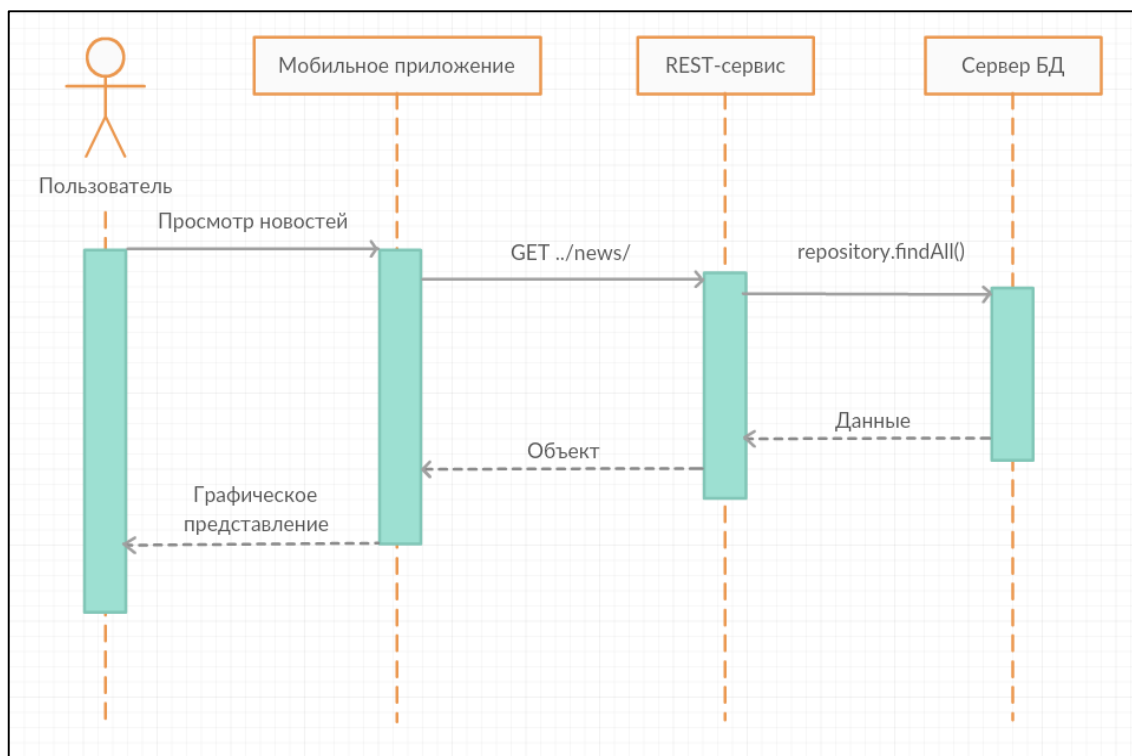 Мобильное приложение
REST-сервис
Сервер БД
Пользователь
Просмотр новостей
GET ../news/
repository.findAll()
Данные
Объект
Графическое
представление